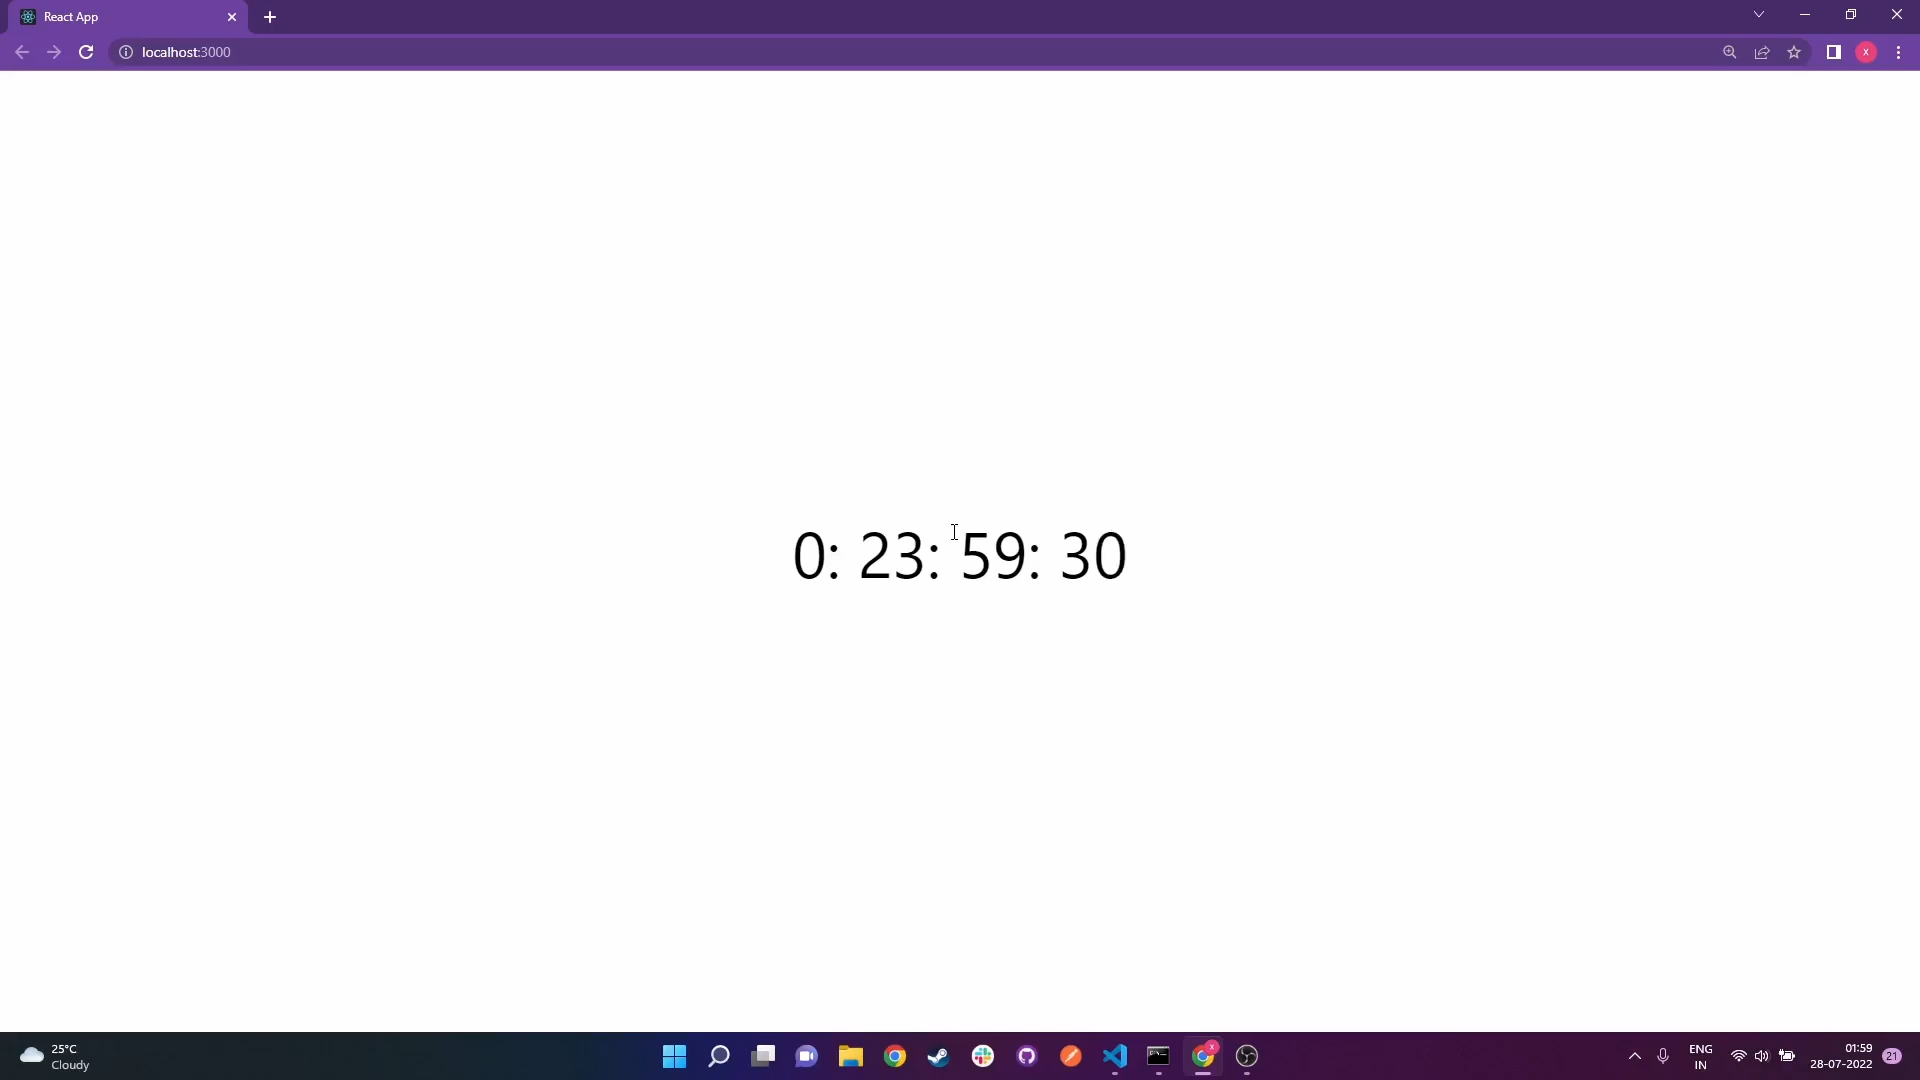 React App
localhost:3000
x
0: 23: 59: 30
25°C
Cloudy
x
ENG
IN
01:59
28-07-2022
21